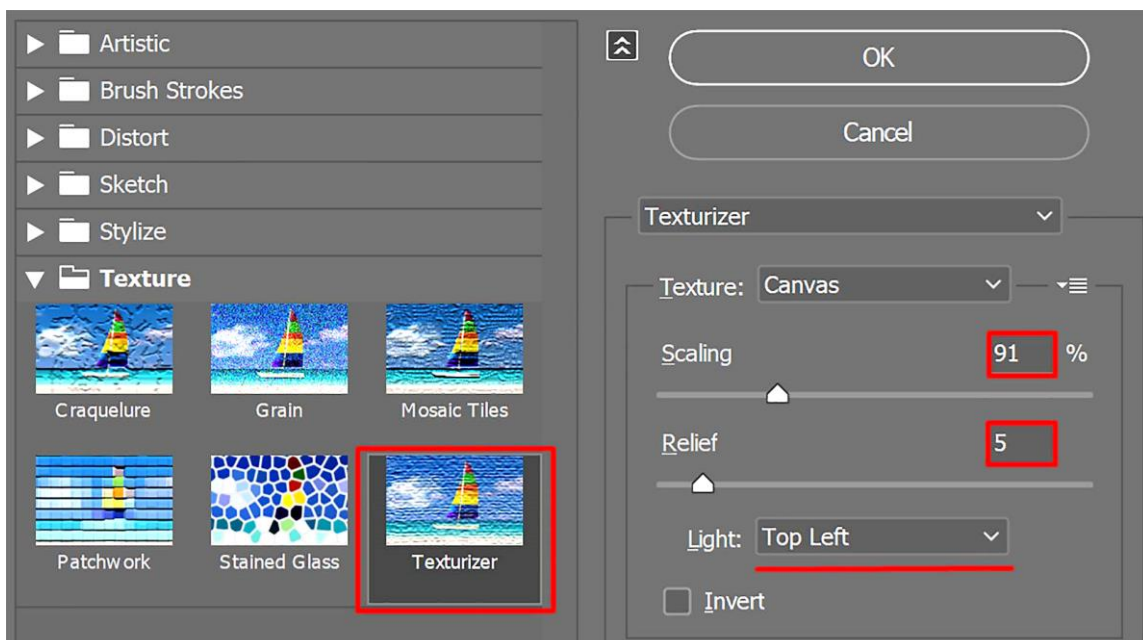 Artistic
Brush Strokes
Distort
Sketch
Stylize
Texture
Craquelure Grain Mosaic Tiles
Patchwork Stained Glass Texturizer
OK
Cancel
Texturizer
Texture: Canvas
Scaling 91 %
Relief 5
Light: Top Left
Invert